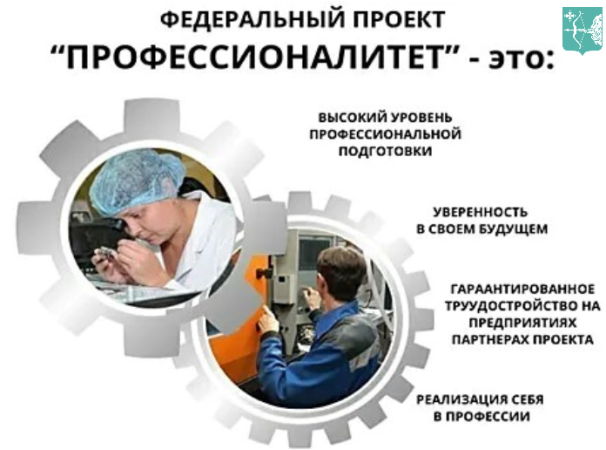 ФЕДЕРАЛЬНЫЙ ПРОЕКТ
“ПРОФЕССИОНАЛИТЕТ” - это:
ВЫСОКИЙ УРОВЕНЬ
ПРОФЕССИОНАЛЬНОЙ
ПОДГОТОВКИ
УВЕРЕННОСТЬ
В СВОЕМ БУДУЩЕМ
ГАРААНТИРОВАННОЕ
ТРУУДОСТРОЙСТВО НА
ПРЕДПРИЯТИЯХ
ПАРТНЕРАХ ПРОЕКТА
РЕАЛИЗАЦИЯ СЕБЯ
В ПРОФЕССИИ